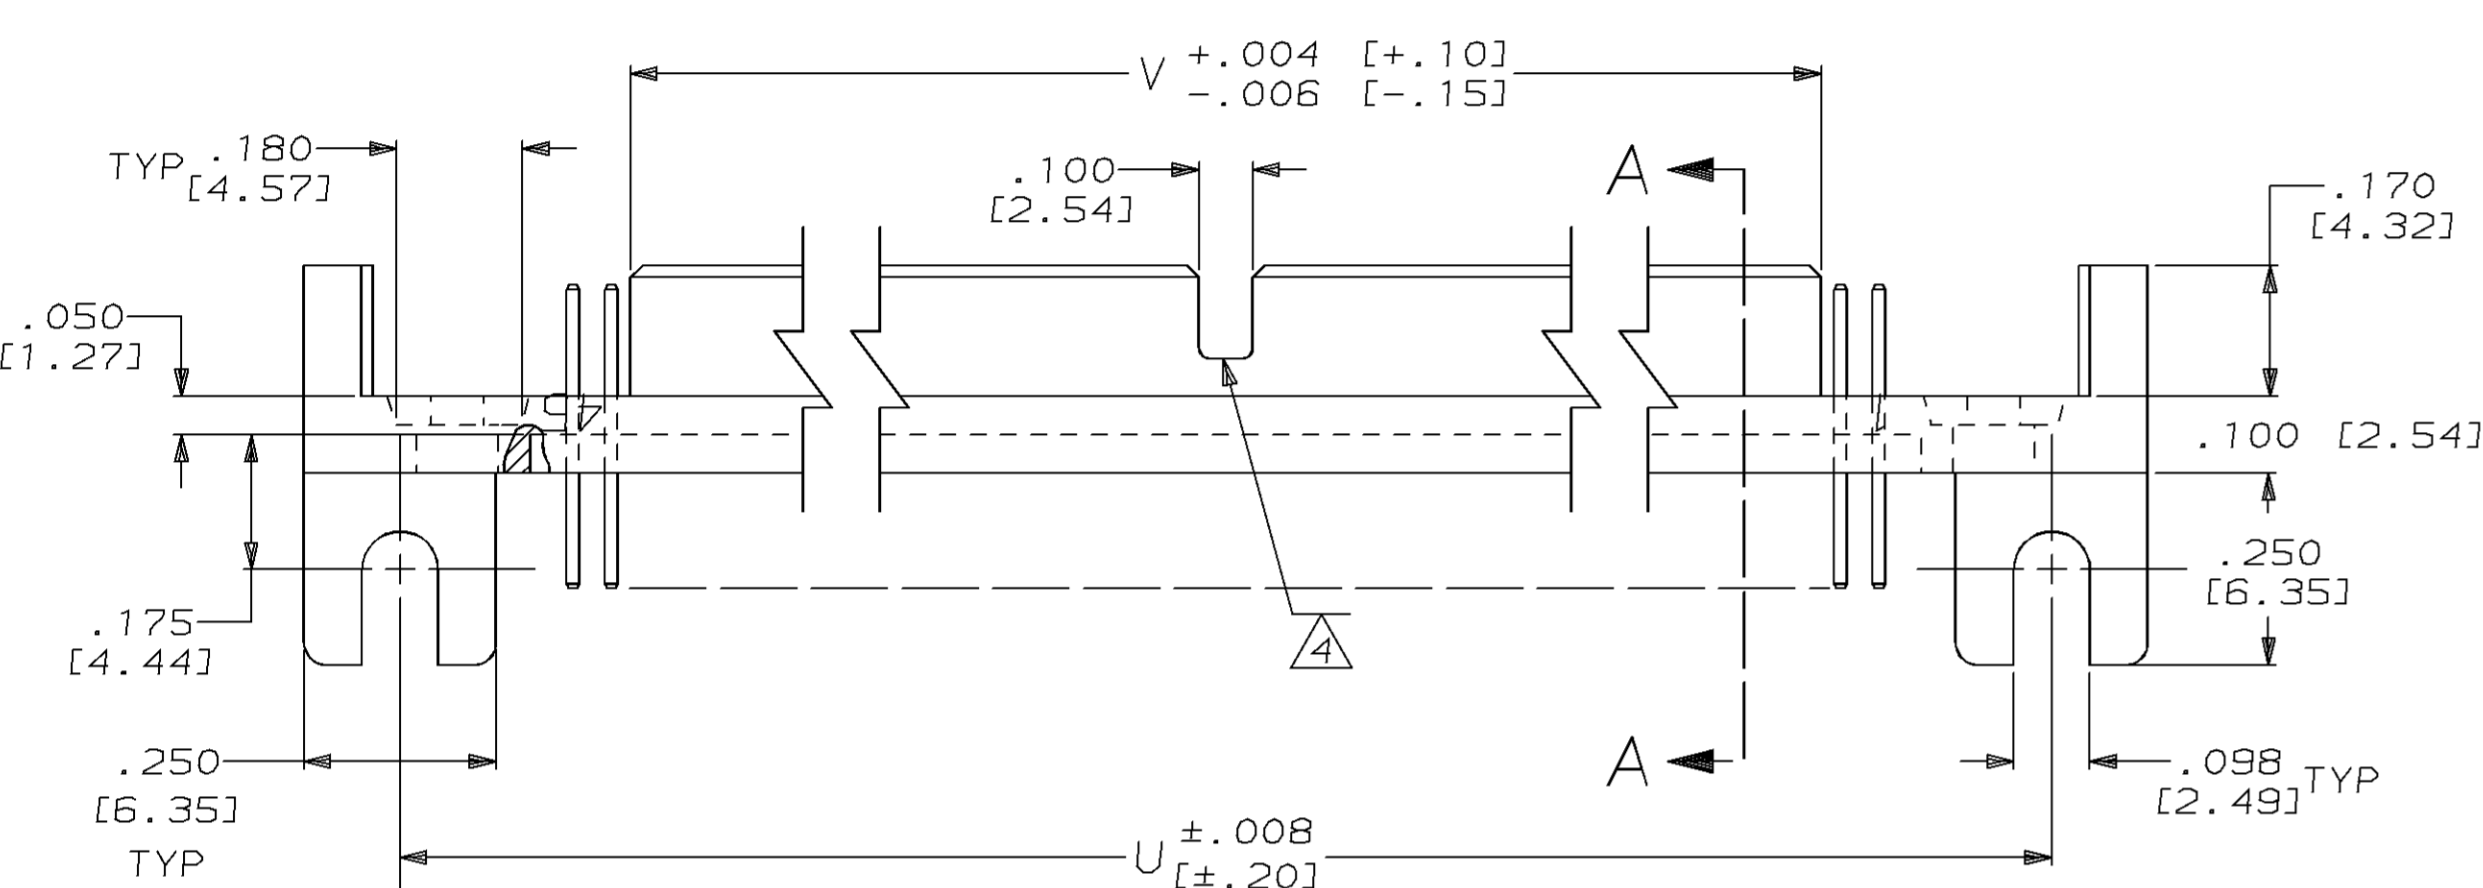 V +.004 [+.10]
-.006 [-.15]
TYP .180
[4.57]
.100
[2.54]
A
.170
[4.32]
.050
[1.27]
.100 [2.54]
.250
[6.35]
.175
[4.44]
4
.250
[6.35]
TYP
A
.098 TYP
[2.49]
U ±.008
[±.20]